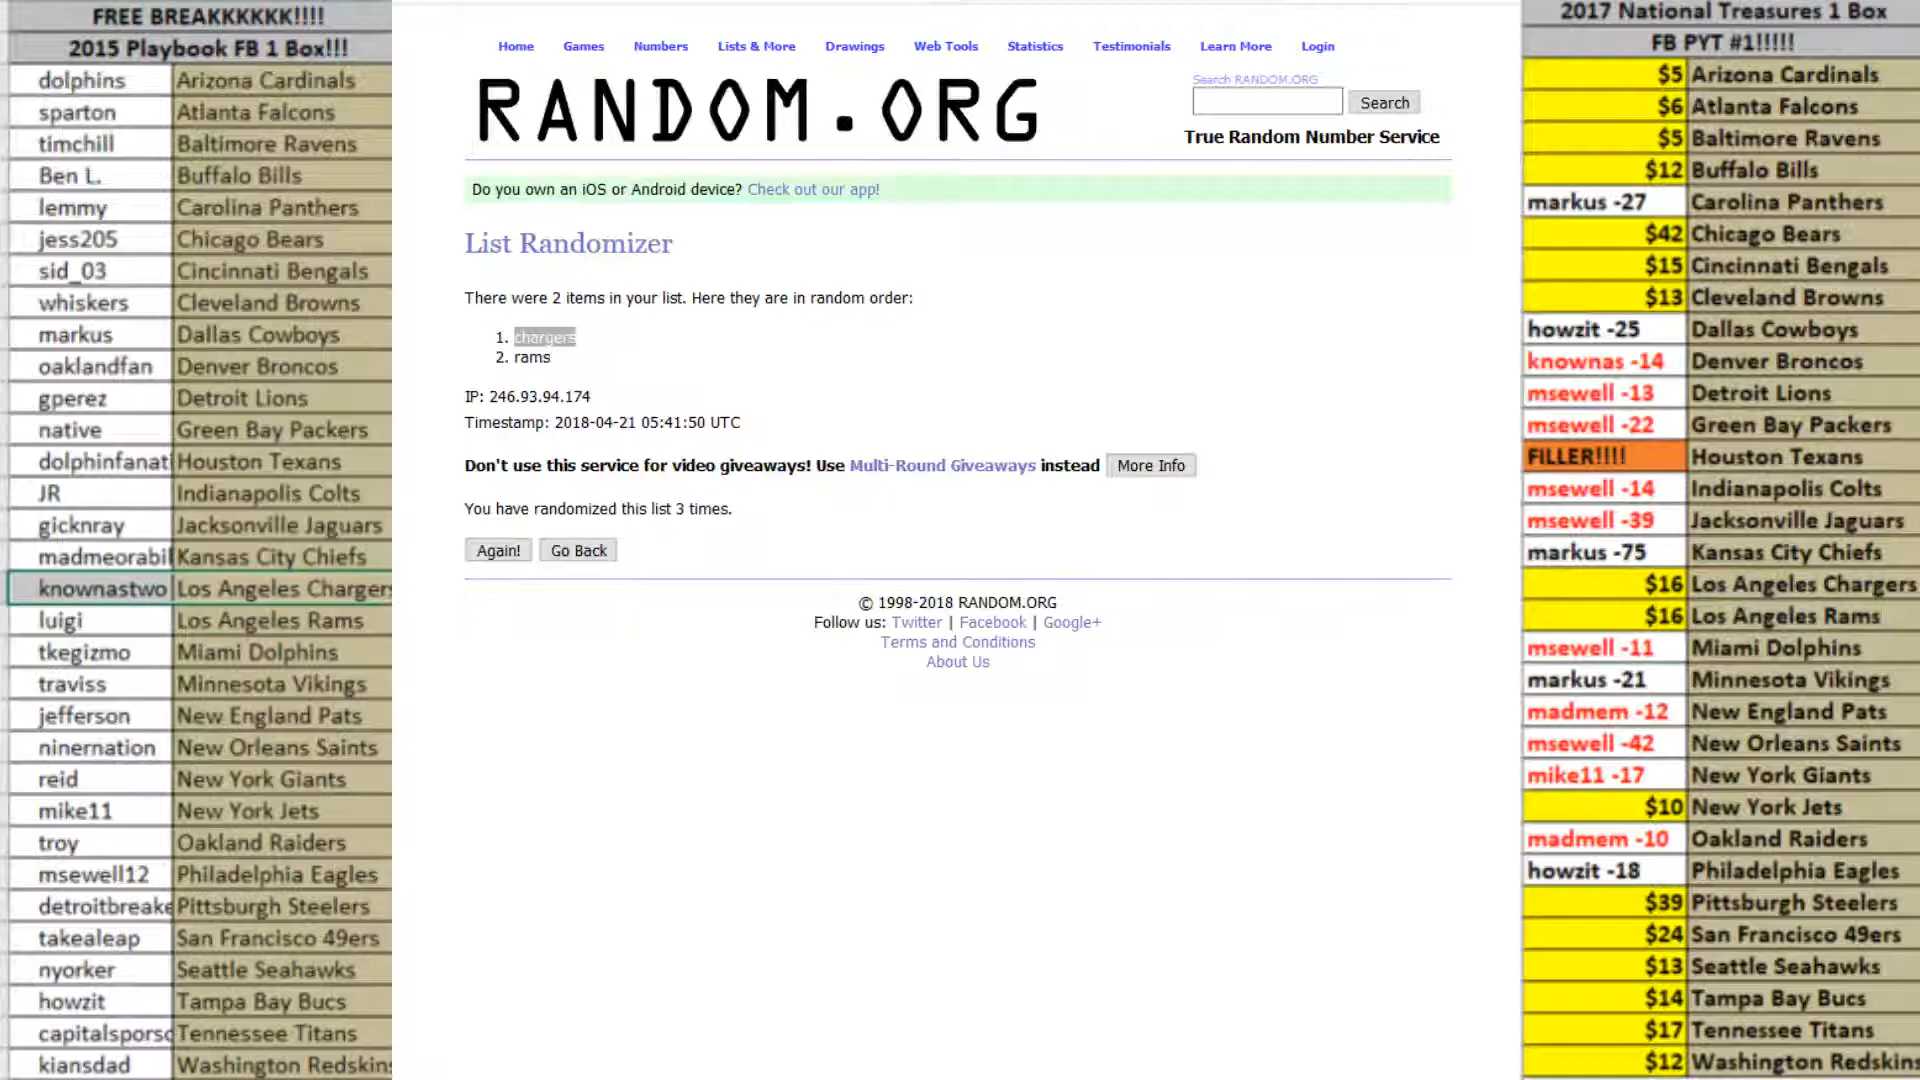 FREE BREAKKKKKK!!!!
2015 Playbook FB 1 Box!!!
dolphins Arizona Cardinals
sparton Atlanta Falcons
timchill Baltimore Ravens
Ben L. Buffalo Bills
lemmy Carolina Panthers
jess205 Chicago Bears
sid_03 Cincinnati Bengals
whiskers Cleveland Browns
markus Dallas Cowboys
oaklandfan Denver Broncos
gperez Detroit Lions
native Green Bay Packers
dolphinfanati Houston Texans
JR Indianapolis Colts
gicknray Jacksonville Jaguars
madmeorabil Kansas City Chiefs
knownastwo Los Angeles Chargers
luigi Los Angeles Rams
tkegizmo Miami Dolphins
traviss Minnesota Vikings
jefferson New England Pats
ninernation New Orleans Saints
reid New York Giants
mike11 New York Jets
troy Oakland Raiders
msewell12 Philadelphia Eagles
detroitbreake Pittsburgh Steelers
takealeap San Francisco 49ers
nyorker Seattle Seahawks
howzit Tampa Bay Bucs
capitalsporsc Tennessee Titans
kiansdad Washington Redskins
Home Games Numbers Lists & More Drawings Web Tools Statistics Testimonials Learn More Login
RANDOM.ORG
Search RANDOM.ORG
Search
True Random Number Service
Do you own an iOS or Android device? Check out our app!
List Randomizer
There were 2 items in your list. Here they are in random order:
1. chargers
2. rams
IP: 246.93.94.174
Timestamp: 2018-04-21 05:41:50 UTC
Don't use this service for video giveaways! Use Multi-Round Giveaways instead More Info
You have randomized this list 3 times.
Again! Go Back
© 1998-2018 RANDOM.ORG
Follow us: Twitter | Facebook | Google+
Terms and Conditions
About Us
2017 National Treasures 1 Box
FB PYT #1!!!!!
$5 Arizona Cardinals
$6 Atlanta Falcons
$5 Baltimore Ravens
$12 Buffalo Bills
markus -27 Carolina Panthers
$42 Chicago Bears
$15 Cincinnati Bengals
$13 Cleveland Browns
howzit -25 Dallas Cowboys
knownas -14 Denver Broncos
msewell -13 Detroit Lions
msewell -22 Green Bay Packers
FILLER!!!! Houston Texans
msewell -14 Indianapolis Colts
msewell -39 Jacksonville Jaguars
markus -75 Kansas City Chiefs
$16 Los Angeles Chargers
$16 Los Angeles Rams
msewell -11 Miami Dolphins
markus -21 Minnesota Vikings
madmem -12 New England Pats
msewell -42 New Orleans Saints
mike11 -17 New York Giants
$10 New York Jets
madmem -10 Oakland Raiders
howzit -18 Philadelphia Eagles
$39 Pittsburgh Steelers
$24 San Francisco 49ers
$13 Seattle Seahawks
$14 Tampa Bay Bucs
$17 Tennessee Titans
$12 Washington Redskins